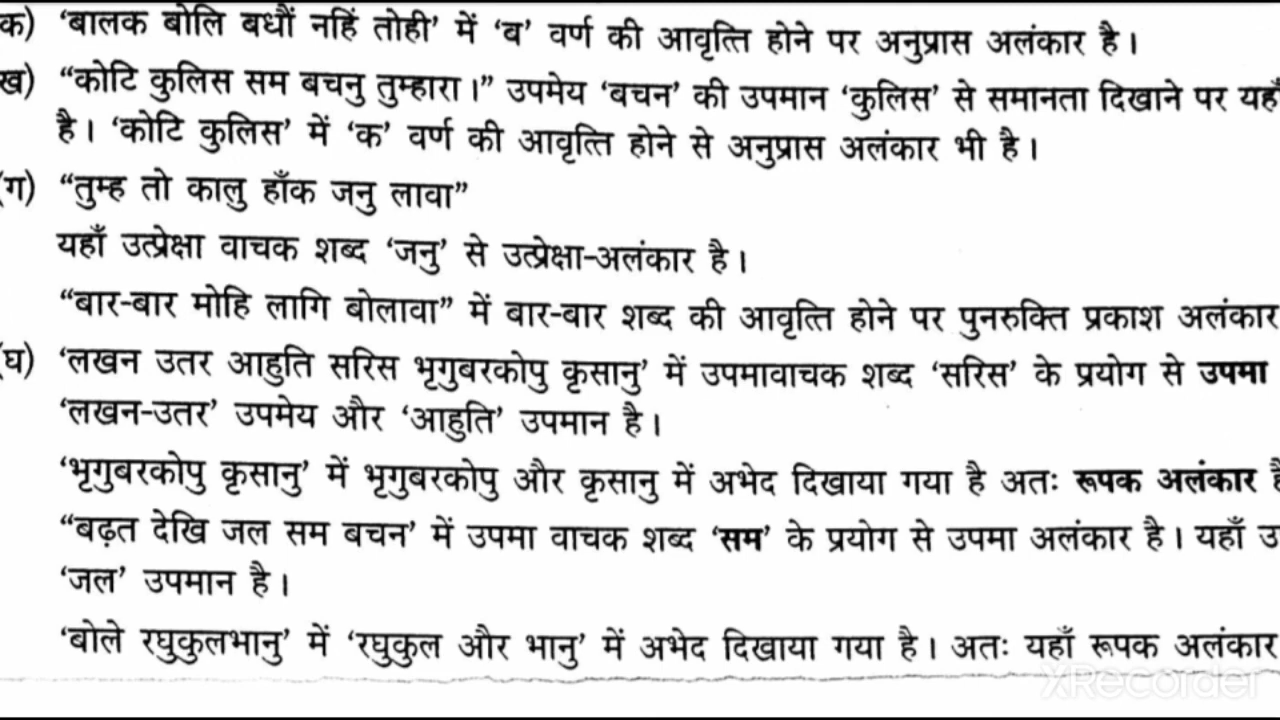 क) ‘बालक बोलि बधौं नहिं तोही’ में ‘ब’ वर्ण की आवृत्ति होने पर अनुप्रास अलंकार है।
ख) “कोटि कुलिस सम बचनु तुम्हारा।” उपमेय ‘बचन’ की उपमान ‘कुलिस’ से समानता दिखाने पर यहाँ
है। ‘कोटि कुलिस’ में ‘क’ वर्ण की आवृत्ति होने से अनुप्रास अलंकार भी है।
(ग) “तुम्ह तो कालु हाँक जनु लावा”
यहाँ उत्प्रेक्षा वाचक शब्द ‘जनु’ से उत्प्रेक्षा-अलंकार है।
“बार-बार मोहि लागि बोलावा” में बार-बार शब्द की आवृत्ति होने पर पुनरुक्ति प्रकाश अलंकार
(घ) ‘लखन उतर आहुति सरिस भृगुबरकोपु कृसानु’ में उपमावाचक शब्द ‘सरिस’ के प्रयोग से उपमा
‘लखन-उतर’ उपमेय और ‘आहुति’ उपमान है।
‘भृगुबरकोपु कृसानु’ में भृगुबरकोपु और कृसानु में अभेद दिखाया गया है अतः रूपक अलंकार है
“बढ़त देखि जल सम बचन’ में उपमा वाचक शब्द ‘सम’ के प्रयोग से उपमा अलंकार है। यहाँ
‘जल’ उपमान है।
‘बोले रघुकुलभानु’ में ‘रघुकुल और भानु’ में अभेद दिखाया गया है। अतः यहाँ रूपक अलंकार
XRecorder